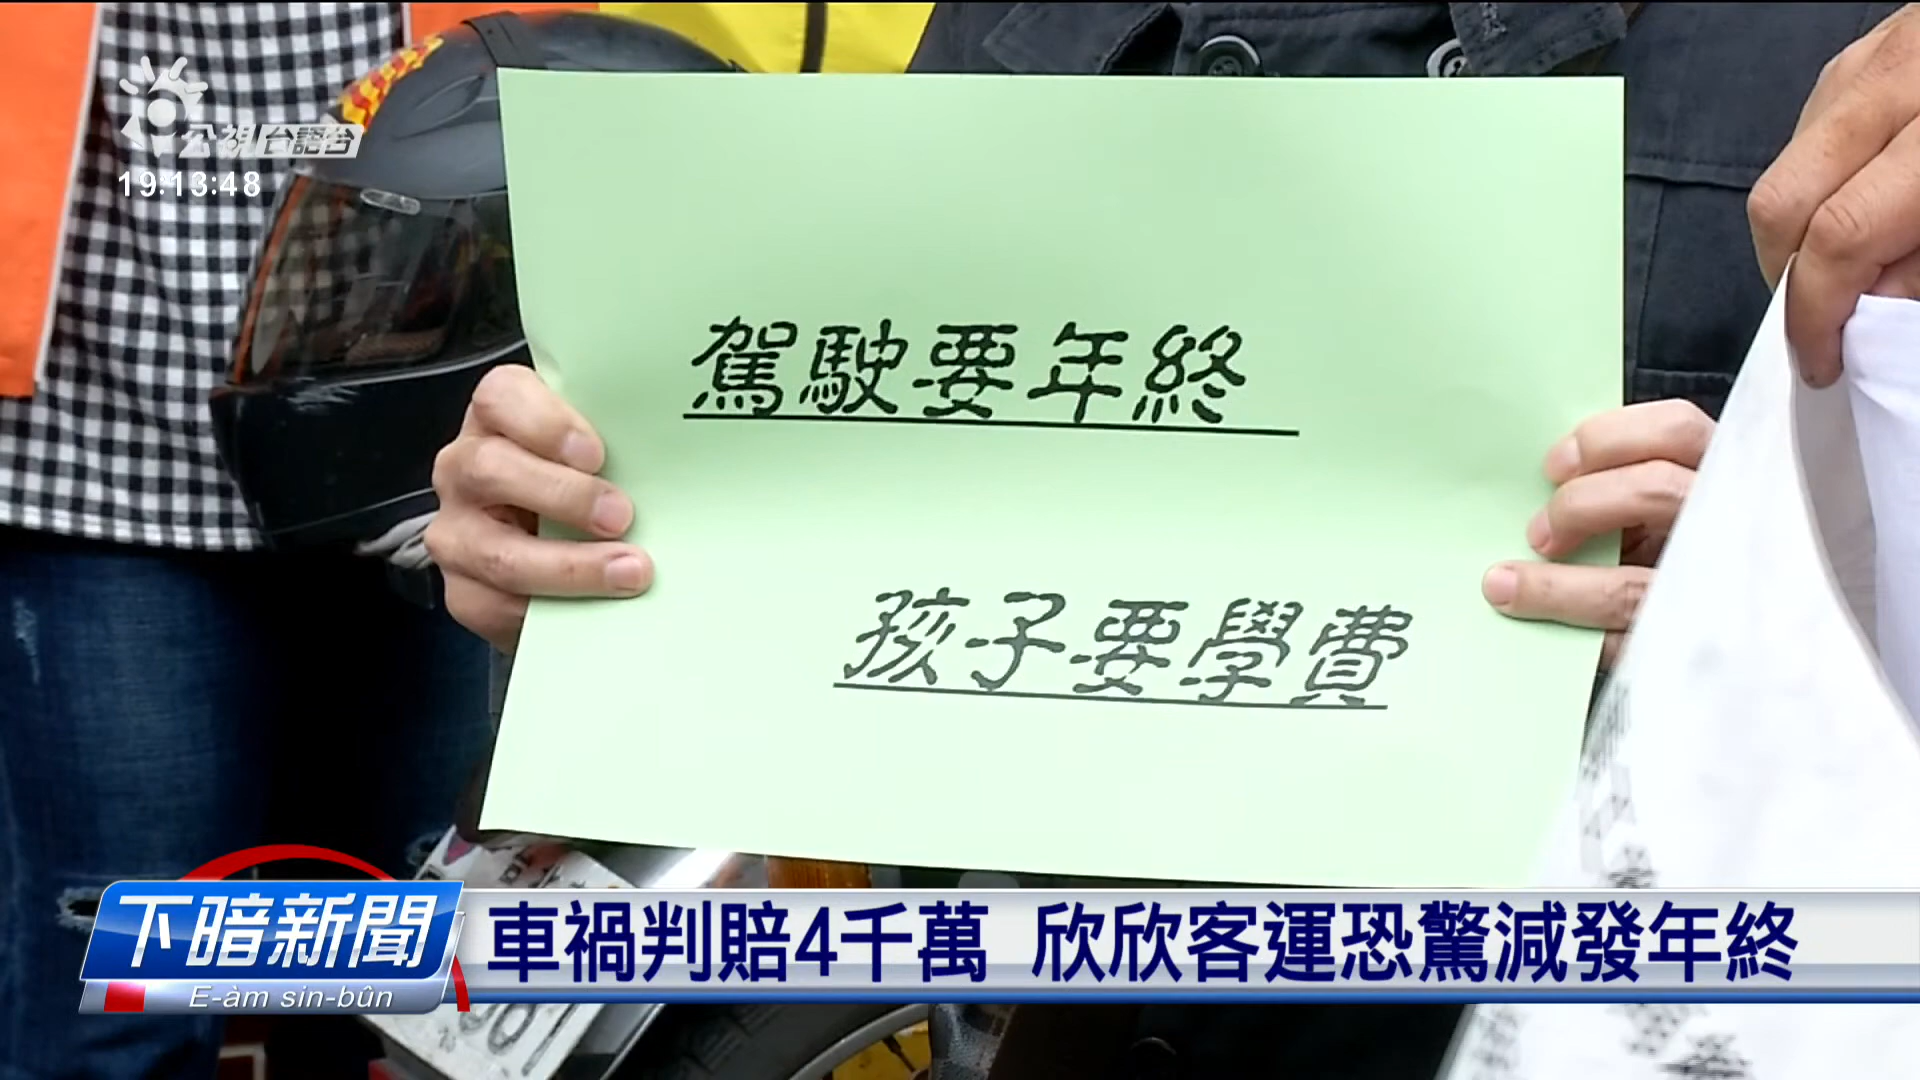 公視台語台
19:13:48
駕駛要年終
孩子要學費
下暗新聞
E-àm sin-bûn
車禍判賠4千萬 欣欣客運恐驚減發年終